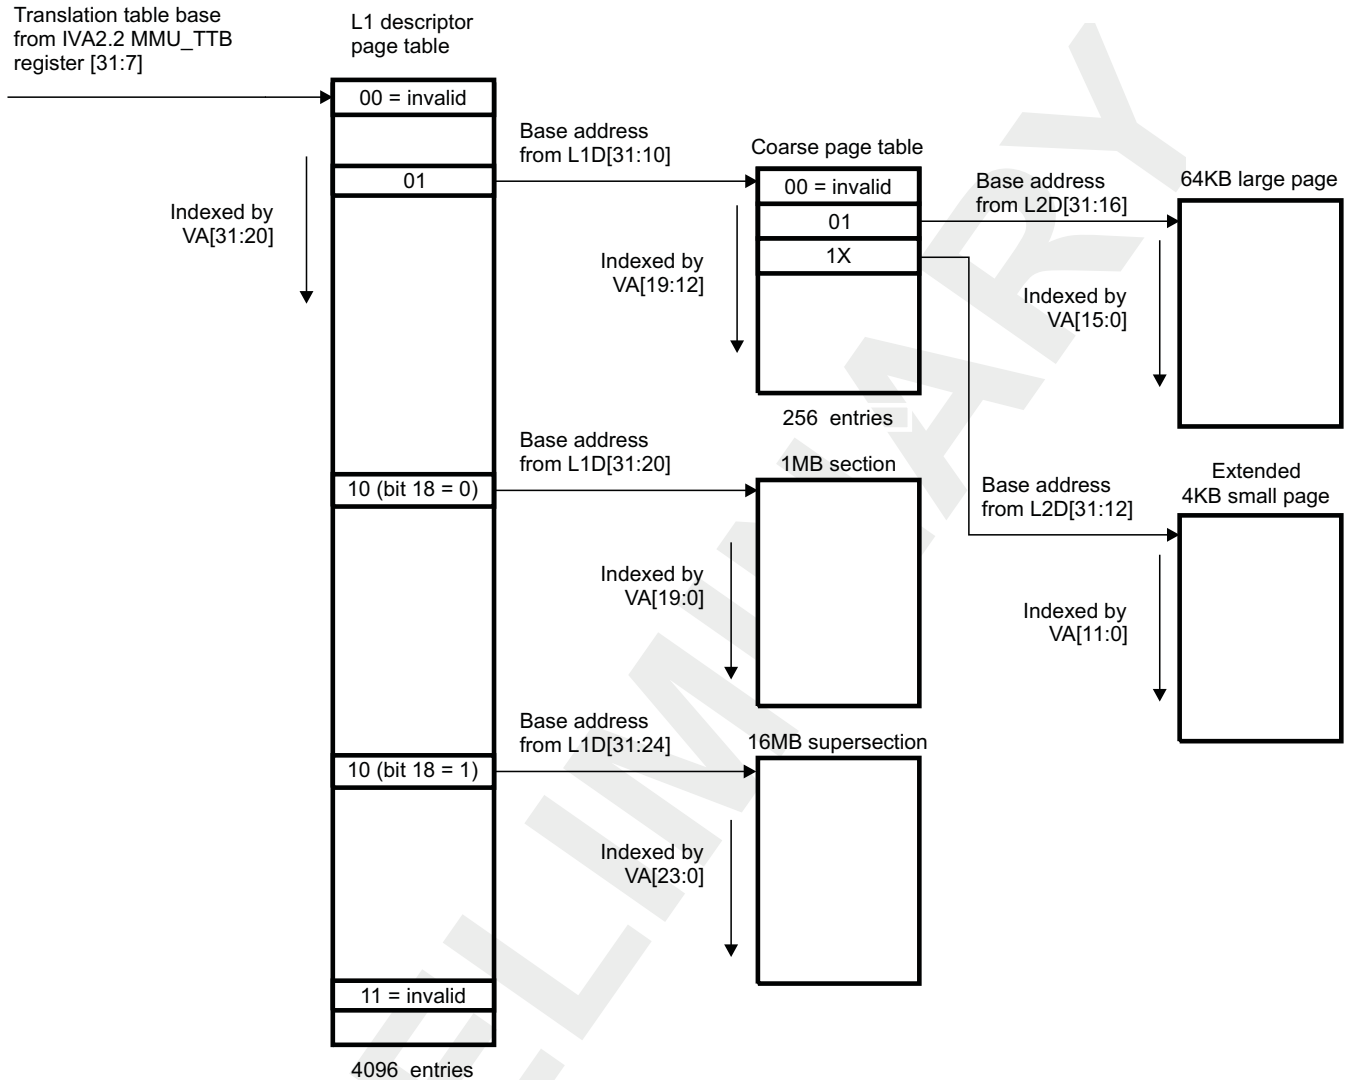 Translation table base
from IVA2.2 MMU_TTB
register [31:7]
L1 descriptor
page table
00 = invalid
01
Indexed by
VA[31:20]
10 (bit 18 = 0)
10 (bit 18 = 1)
11 = invalid
4096 entries
Base address
from L1D[31:10]
Coarse page table
00 = invalid
01
1X
Indexed by
VA[19:12]
256 entries
Base address
from L2D[31:16]
64KB large page
Indexed by
VA[15:0]
Base address
from L1D[31:20]
1MB section
Indexed by
VA[19:0]
Base address
from L2D[31:12]
Extended
4KB small page
Indexed by
VA[11:0]
Base address
from L1D[31:24]
16MB supersection
Indexed by
VA[23:0]
ELIMINARY